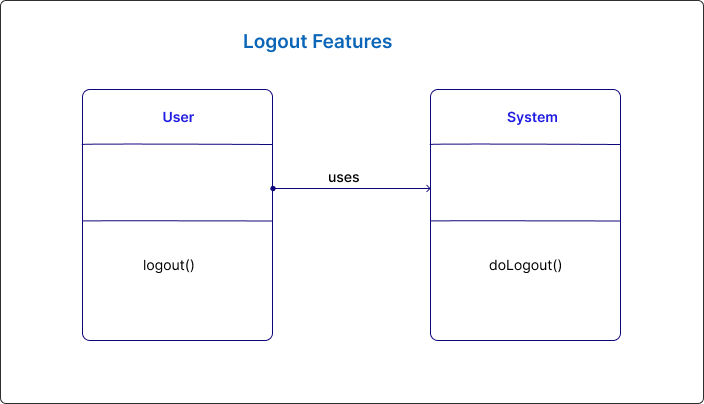 Logout Features
User
System
uses
logout()
doLogout()